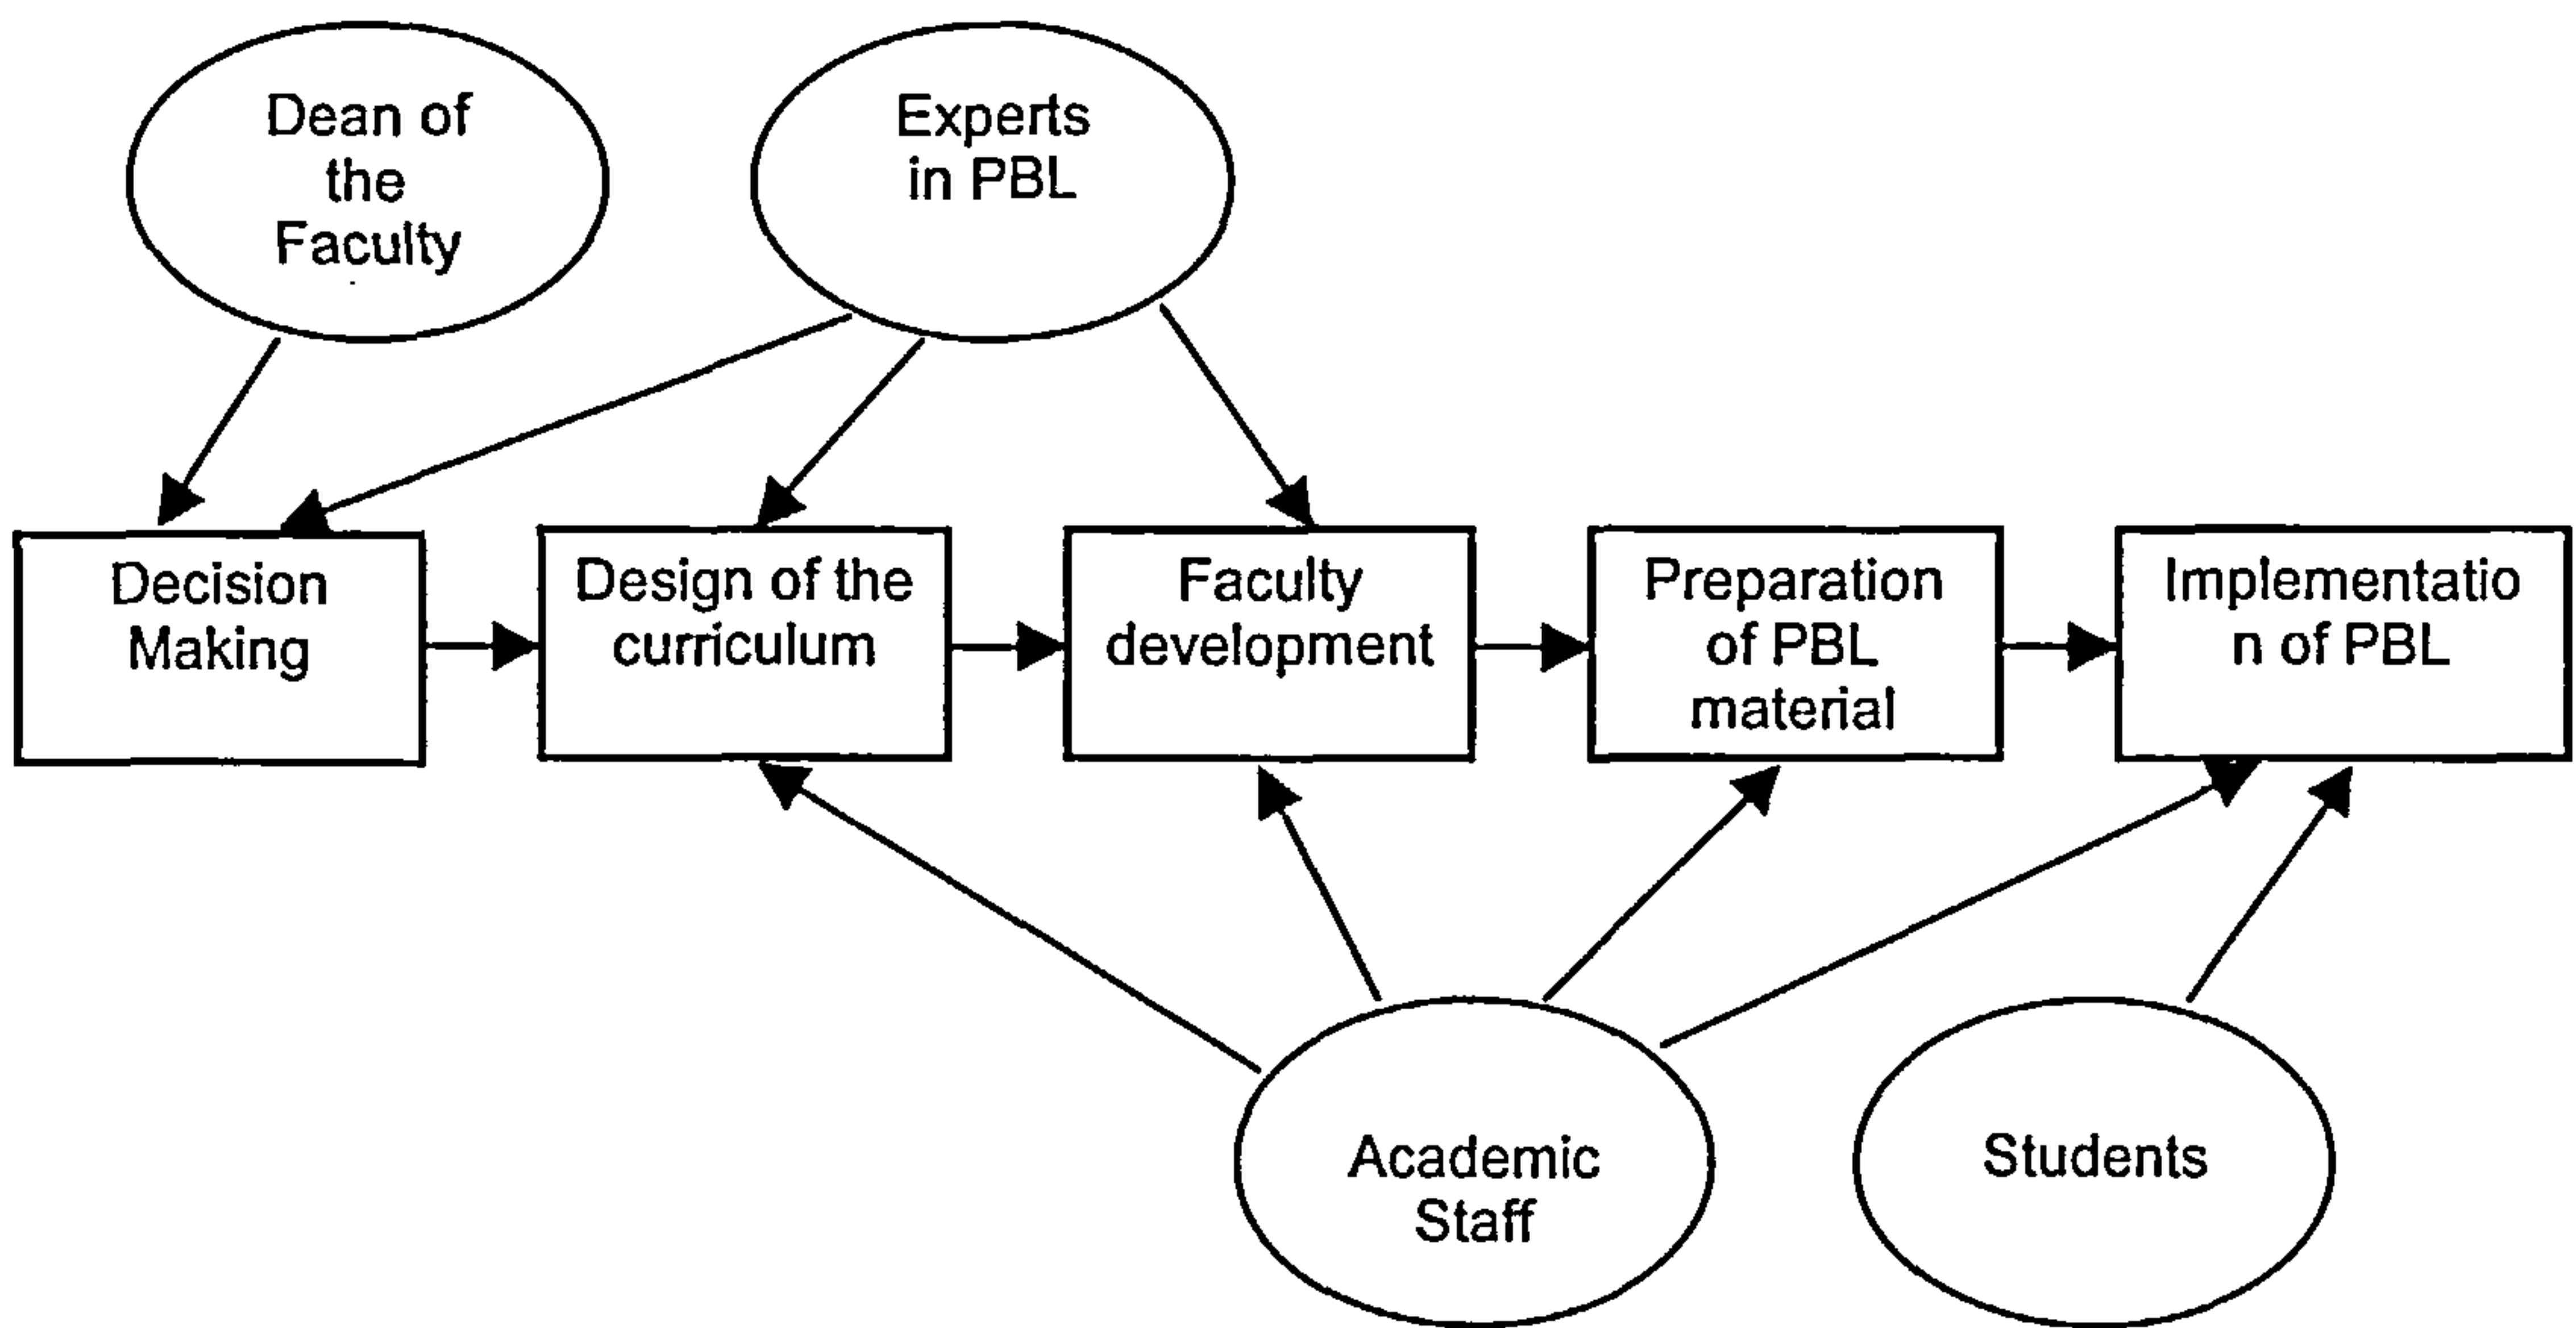 Dean of
the
Faculty
Experts
in PBL
Decision
Making
Design of the
curriculum
Faculty
development
Preparation
of PBL
material
Implementatio
n of PBL
Academic
Staff
Students